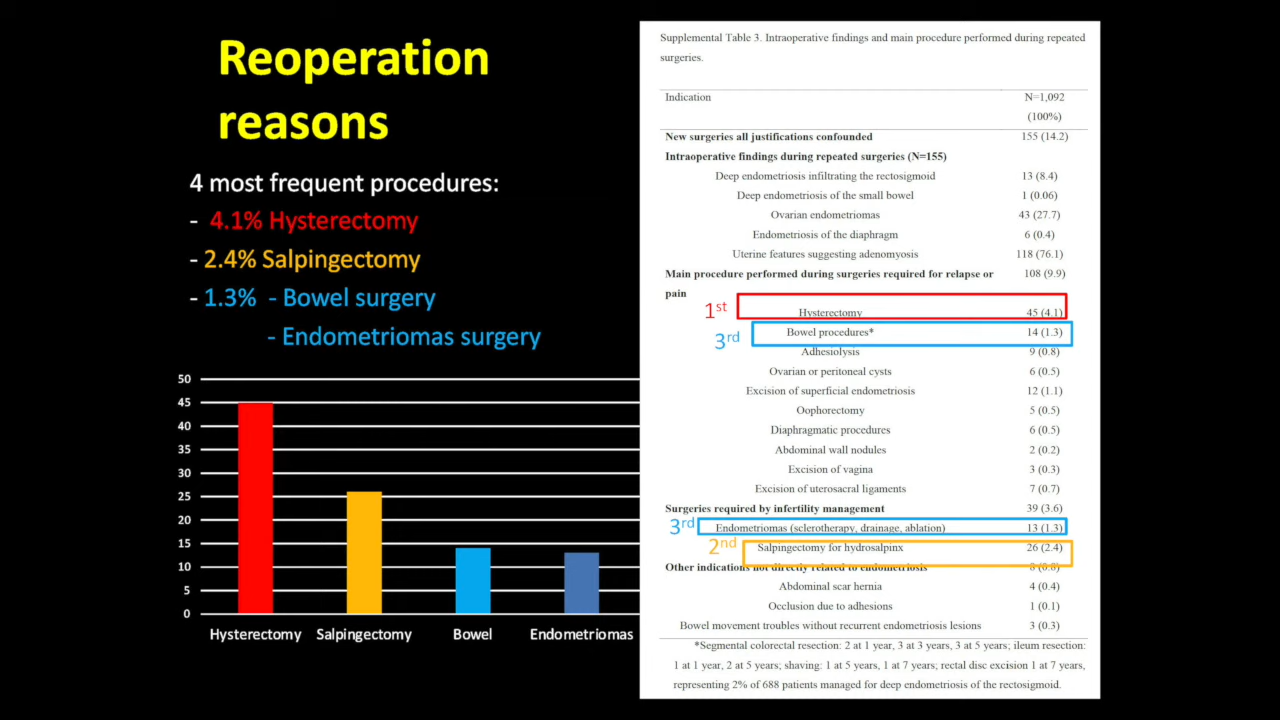 Reoperation
reasons
4 most frequent procedures:
- 4.1% Hysterectomy
- 2.4% Salpingectomy
- 1.3% - Bowel surgery
- Endometriomas surgery
50
45
40
35
30
25
20
15
10
5
0
Hysterectomy Salpingectomy Bowel Endometriomas
Supplemental Table 3. Intraoperative findings and main procedure performed during repeated
surgeries.
Indication N=1,092
(100%)
New surgeries all justifications confounded 155 (14.2)
Intraoperative findings during repeated surgeries (N=155)
Deep endometriosis infiltrating the rectosigmoid 13 (8.4)
Deep endometriosis of the small bowel 1 (0.06)
Ovarian endometriomas 43 (27.7)
Endometriosis of the diaphragm 6 (0.4)
Uterine features suggesting adenomyosis 118 (76.1)
Main procedure performed during surgeries required for relapse or 108 (9.9)
pain
1st Hysterectomy 45 (4.1)
3rd Bowel procedures* 14 (1.3)
Adhesiolysis 9 (0.8)
Ovarian or peritoneal cysts 6 (0.5)
Excision of superficial endometriosis 12 (1.1)
Oophorectomy 5 (0.5)
Diaphragmatic procedures 6 (0.5)
Abdominal wall nodules 2 (0.2)
Excision of vagina 3 (0.3)
Excision of uterosacral ligaments 7 (0.7)
Surgeries required by infertility management 39 (3.6)
3rd Endometriomas (sclerotherapy, drainage, ablation) 13 (1.3)
2nd Salpingectomy for hydrosalpinx 26 (2.4)
Other indications not directly related to endometriosis 8 (0.8)
Abdominal scar hernia 4 (0.4)
Occlusion due to adhesions 1 (0.1)
Bowel movement troubles without recurrent endometriosis lesions 3 (0.3)
*Segmental colorectal resection: 2 at 1 year, 3 at 3 years, 3 at 5 years; ileum resection:
1 at 1 year, 2 at 5 years; shaving: 1 at 5 years, 1 at 7 years; rectal disc excision 1 at 7 years,
representing 2% of 688 patients managed for deep endometriosis of the rectosigmoid.